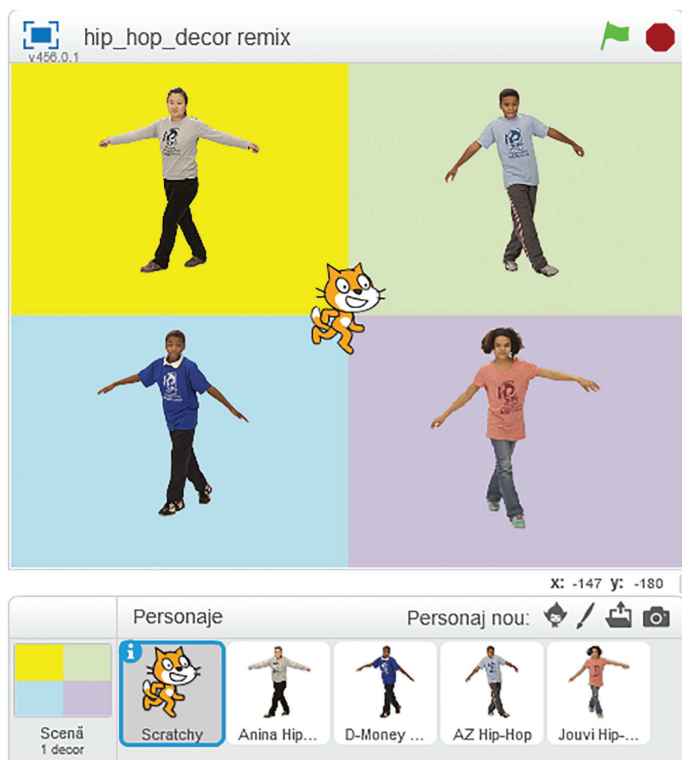 hip_hop_decor remix
v456.0.1
X: -147 y: -180
Personaje
Personaj nou:
i
Scenă
1 decor
Scratchy
Anina Hip...
D-Money ...
AZ Hip-Hop
Jouvi Hip-...